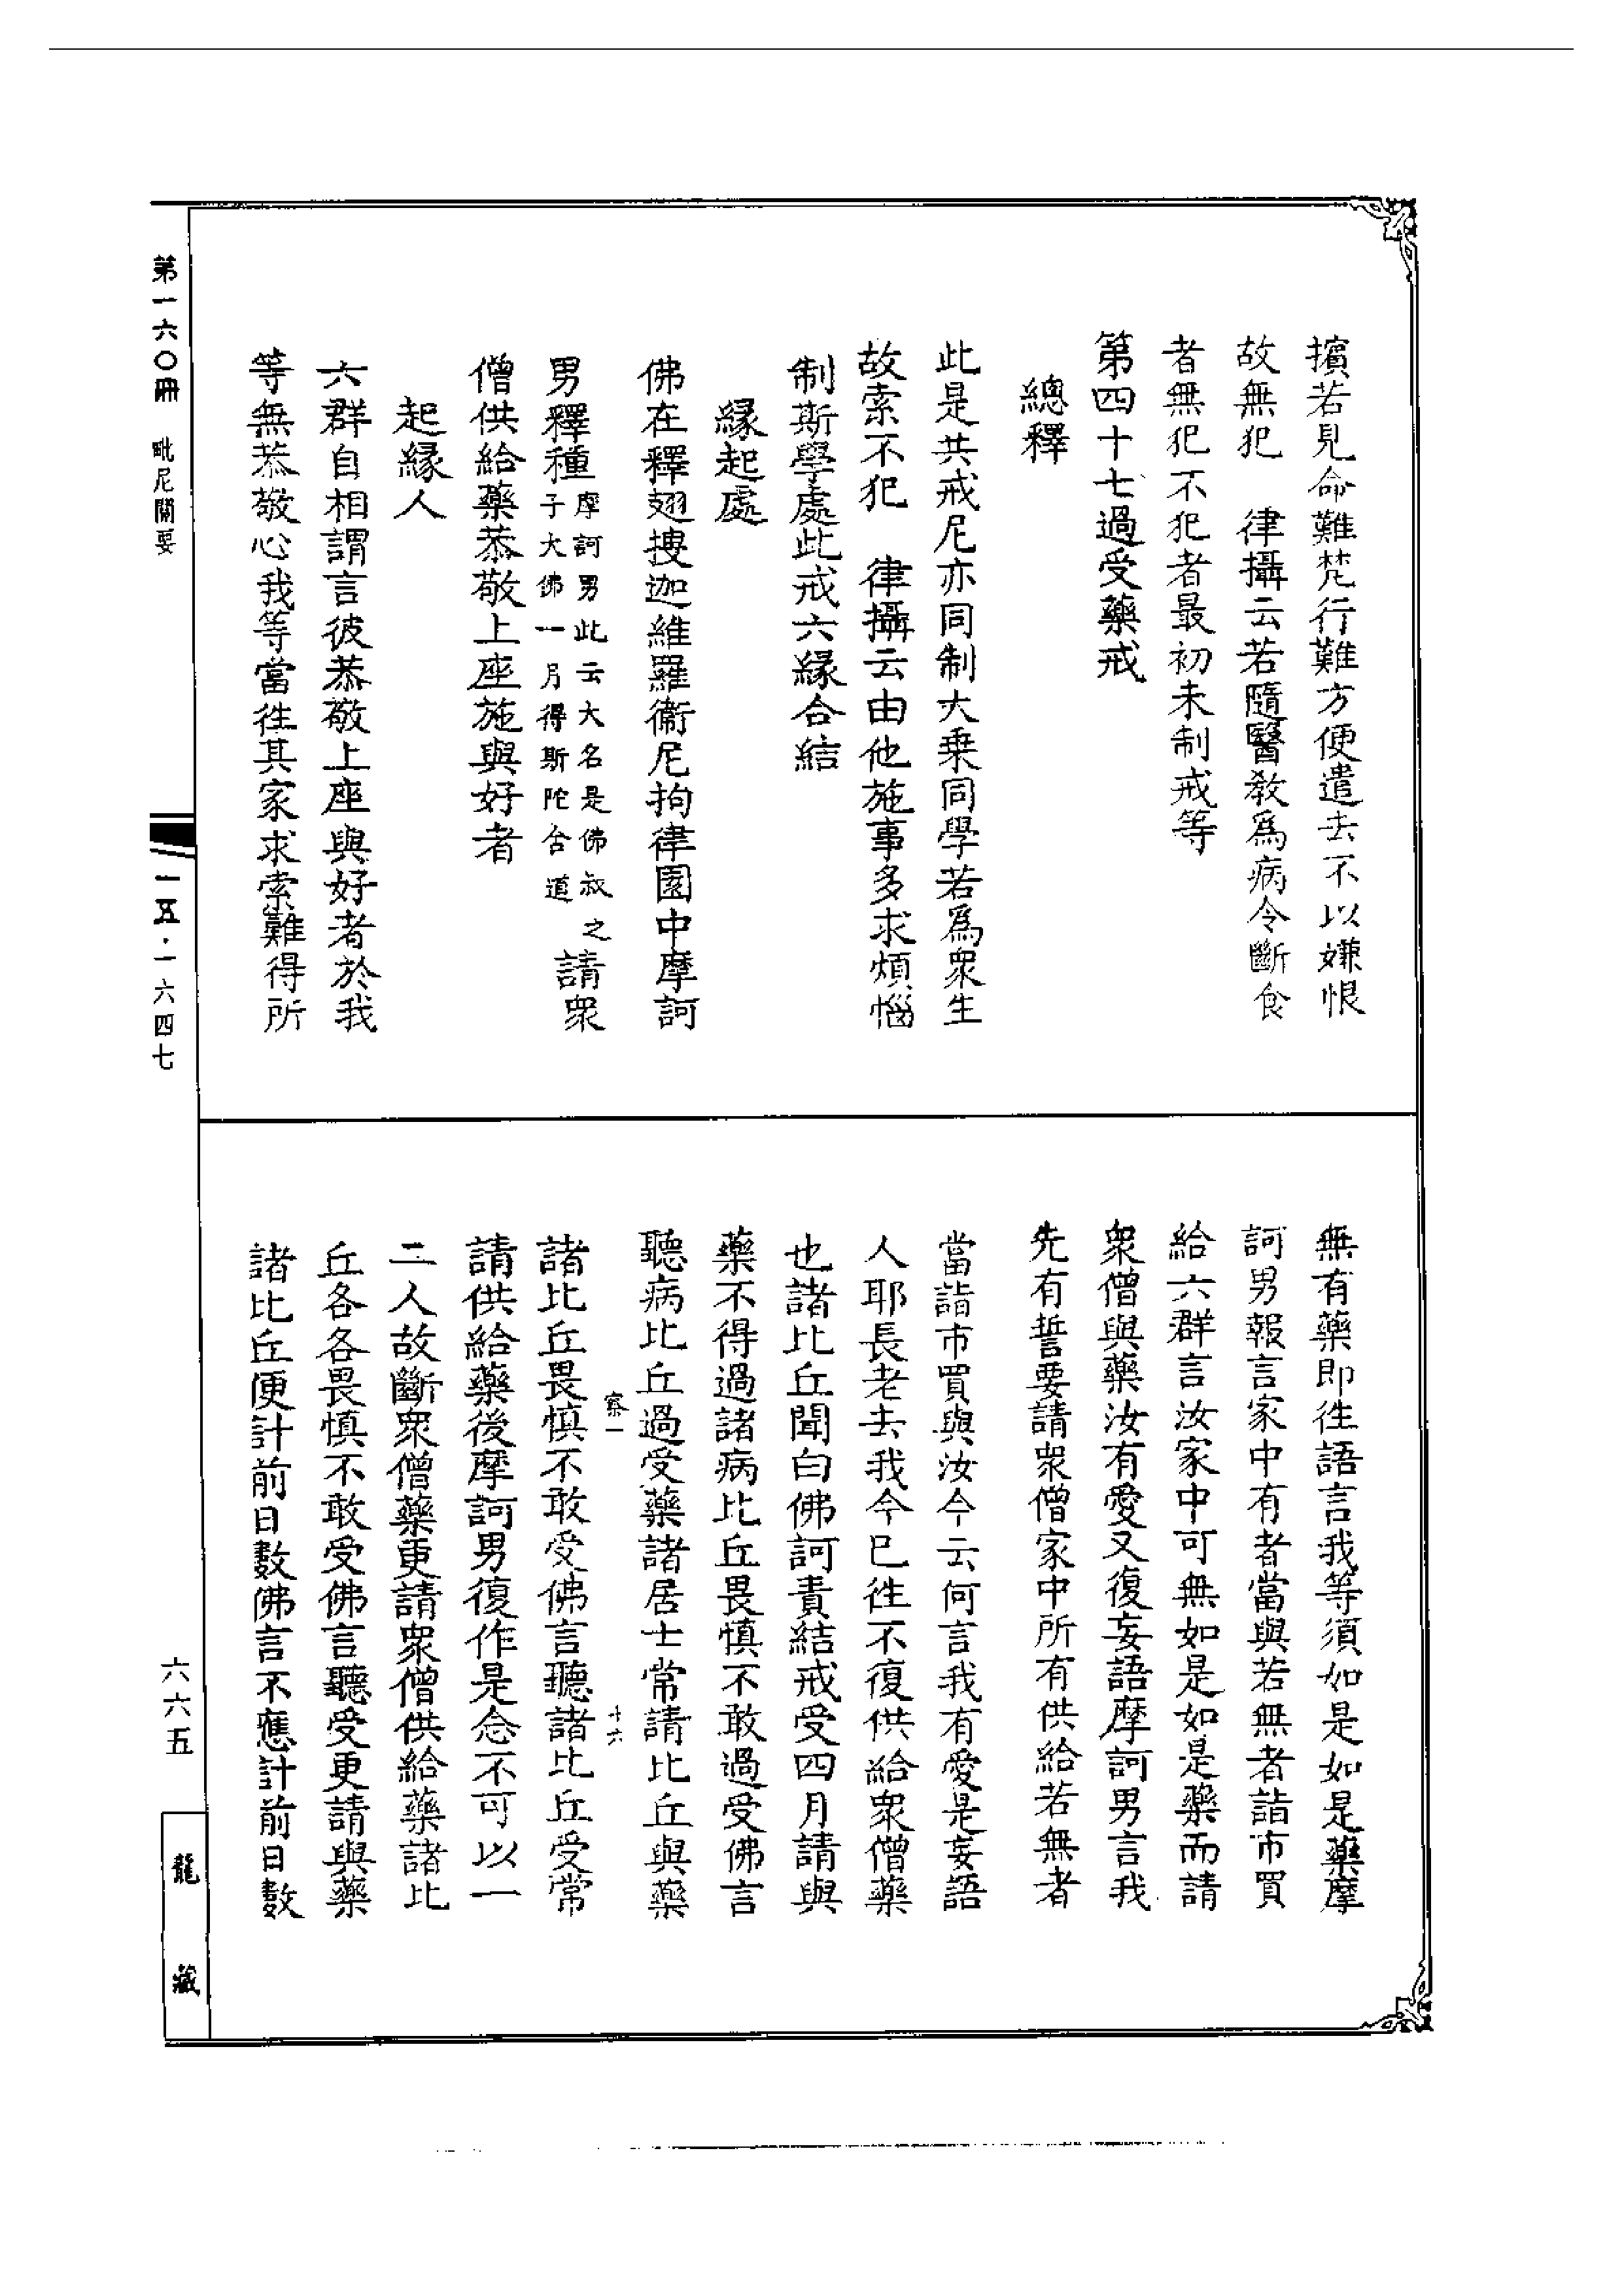 擯若見命難梵行難方便遣去不以嫌恨
故無犯　律攝云若隨醫教爲病令斷食
者無犯不犯者最初未制戒等
第四十七過受藥戒
總釋
此是共戒尼亦同制大乗同學若爲衆生
故索不犯　律攝云由他施事多求煩惱
制斯學處此戒六緣合結
緣起處
佛在釋翅搜迦維羅衞尼拘律園中摩訶
男釋種摩訶男此云大名是佛叔之子大佛一月得斯陀含道請衆
僧供給藥恭敬上座施與好者
起緣人
六群自相謂言彼恭敬上座與好者於我
等無恭敬心我等當往其家求索難得所
無有藥即往語言我等須如是如是藥摩
訶男報言家中有者當與若無者詣市買
給六群言汝家中可無如是如是藥而請
衆僧與藥汝有愛又復妄語摩訶男言我
先有誓要請衆僧家中所有供給若無者
當詣市買與汝今云何言我有愛是妄語
人耶長老去我今已往不復供給衆僧藥
也諸比丘聞白佛訶責結戒受四月請與
藥不得過諸病比丘畏慎不敢過受佛言
聽病比丘過受藥諸居士常請比丘與藥
寮一　十六
諸比丘畏慎不敢受佛言聽諸比丘受常
請供給藥後摩訶男復作是念不可以一
二人故斷衆僧藥更請衆僧供給藥諸比
丘各各畏慎不敢受佛言聽受更請與藥
諸比丘便計前日數佛言不應計前日數
第一六〇冊　毗尼關要
一五·一六四七
六六五
龍藏